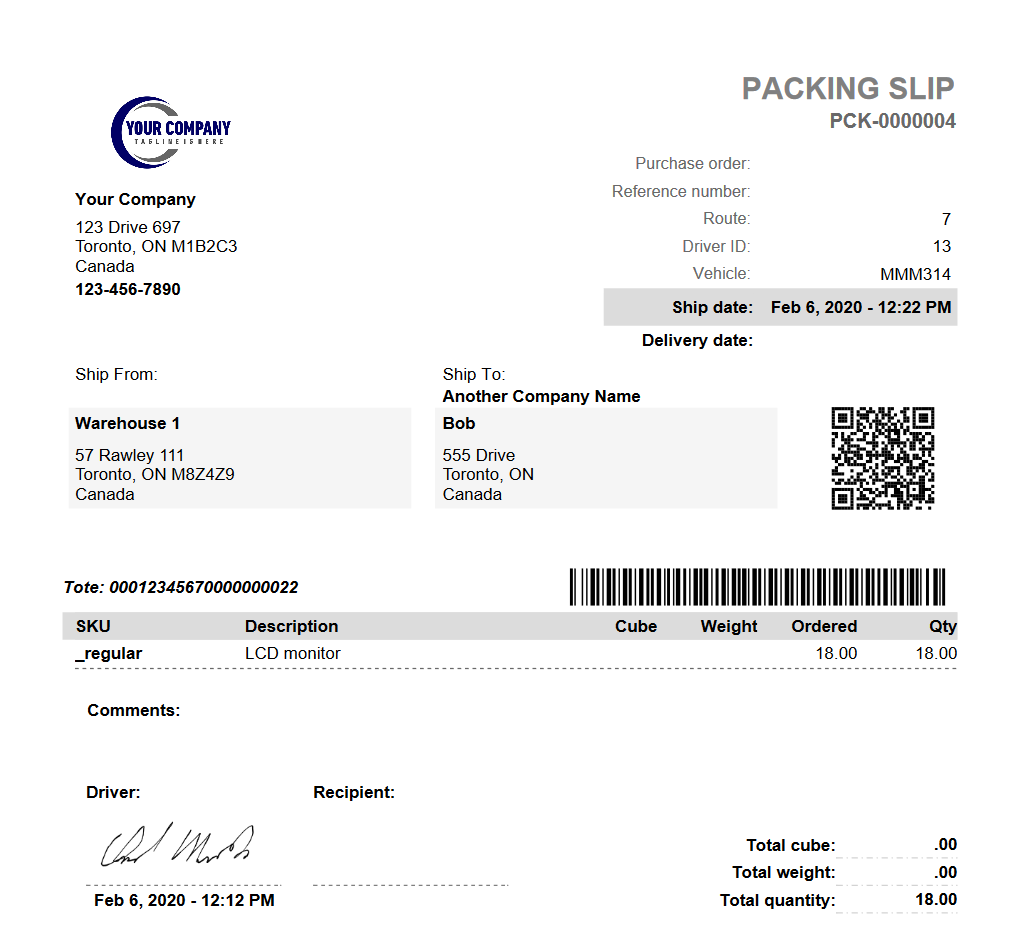 PACKING SLIP
PCK-0000004
YOUR COMPANY
TAGLINE IS HERE
Your Company
123 Drive 697
Toronto, ON M1B2C3
Canada
123-456-7890
Purchase order:
Reference number:
Route: 7
Driver ID: 13
Vehicle: MMM314
Ship date: Feb 6, 2020 - 12:22 PM
Delivery date:
Ship From:
Warehouse 1
57 Rawley 111
Toronto, ON M8Z4Z9
Canada
Ship To:
Another Company Name
Bob
555 Drive
Toronto, ON
Canada
Tote: 00012345670000000022
SKU Description Cube Weight Ordered Qty
_regular LCD monitor 18.00 18.00
Comments:
Driver: Recipient:
Feb 6, 2020 - 12:12 PM
Total cube: .00
Total weight: .00
Total quantity: 18.00